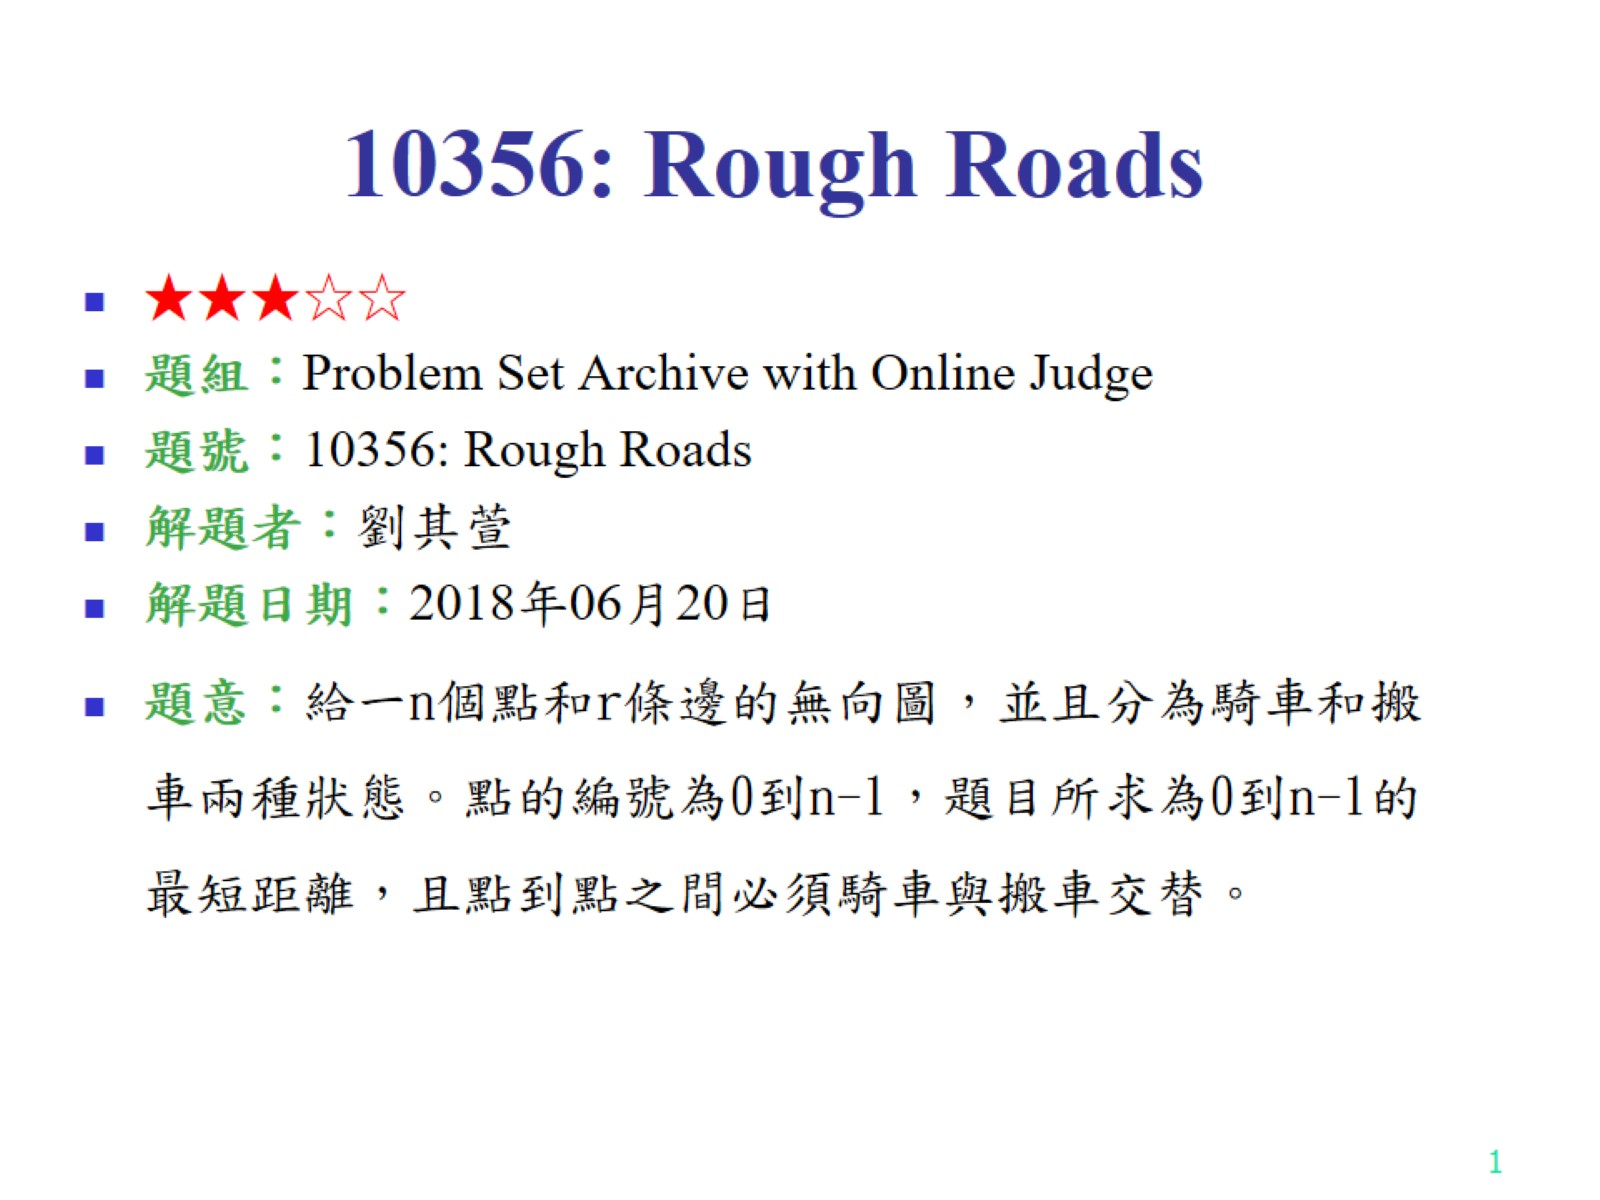 10356: Rough Roads
★★★☆☆
題組：Problem Set Archive with Online Judge
題號：10356: Rough Roads
解題者：劉其萱
解題日期：2018年06月20日
題意：給一n個點和r條邊的無向圖，並且分為騎車和搬
車兩種狀態。點的編號為0到n-1，題目所求為0到n-1的
最短距離，且點到點之間必須騎車與搬車交替。
1